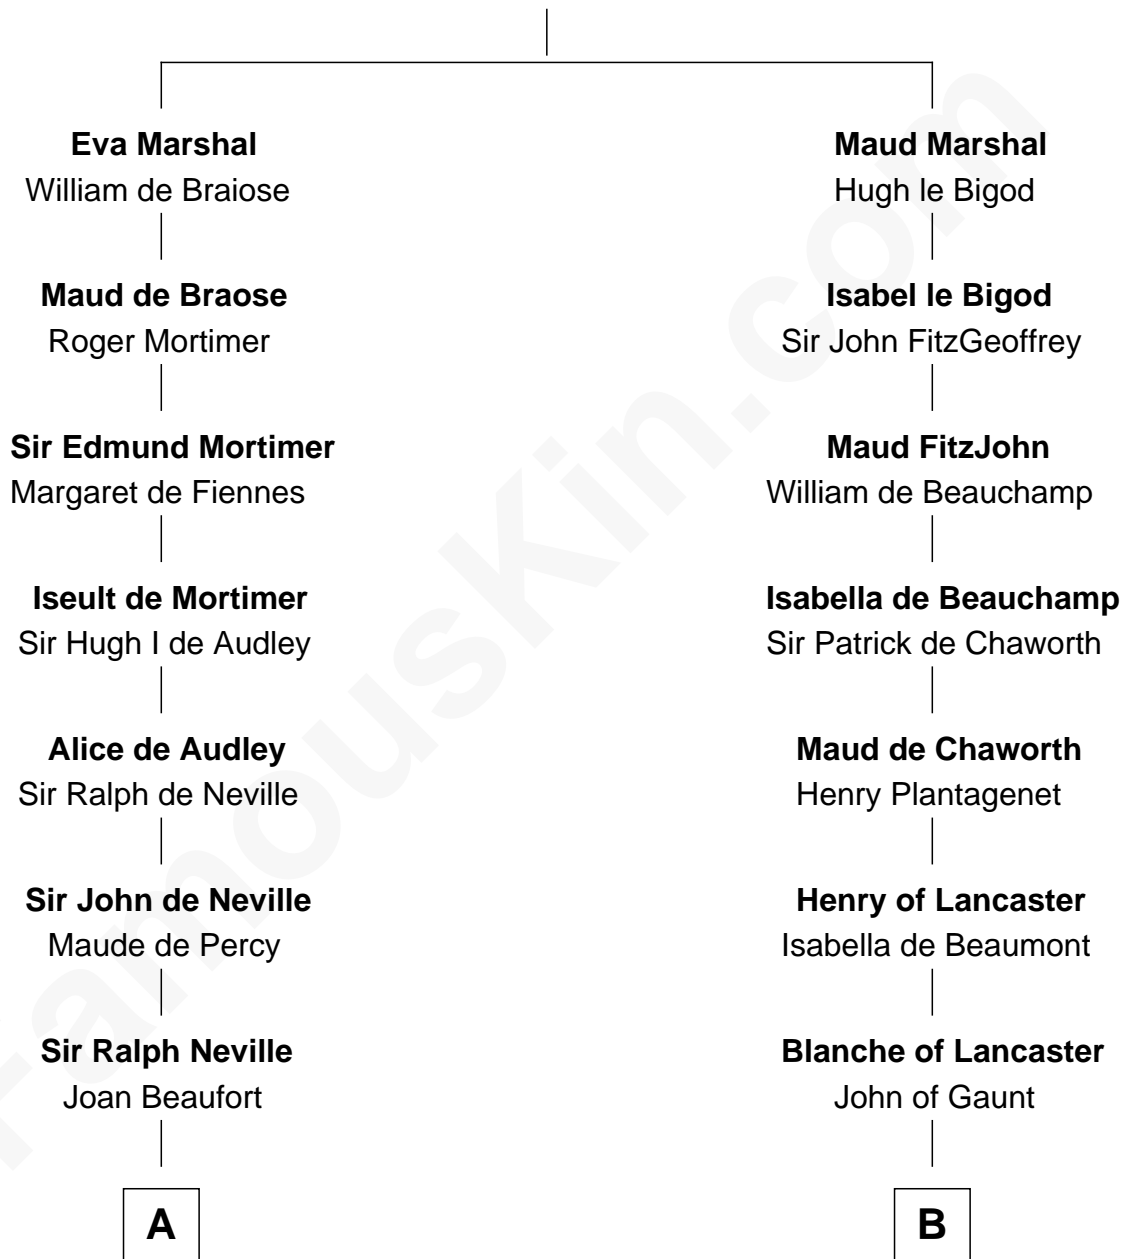 Eva Marshal
William de Braiose
Maud de Braose
Roger Mortimer
Sir Edmund Mortimer
Margaret de Fiennes
Iseult de Mortimer
Sir Hugh I de Audley
Alice de Audley
Sir Ralph de Neville
Sir John de Neville
Maude de Percy
Sir Ralph Neville
Joan Beaufort
A
Maud Marshal
Hugh le Bigod
Isabel le Bigod
Sir John FitzGeoffrey
Maud FitzJohn
William de Beauchamp
Isabella de Beauchamp
Sir Patrick de Chaworth
Maud de Chaworth
Henry Plantagenet
Henry of Lancaster
Isabella de Beaumont
Blanche of Lancaster
John of Gaunt
B
FamousKin.com